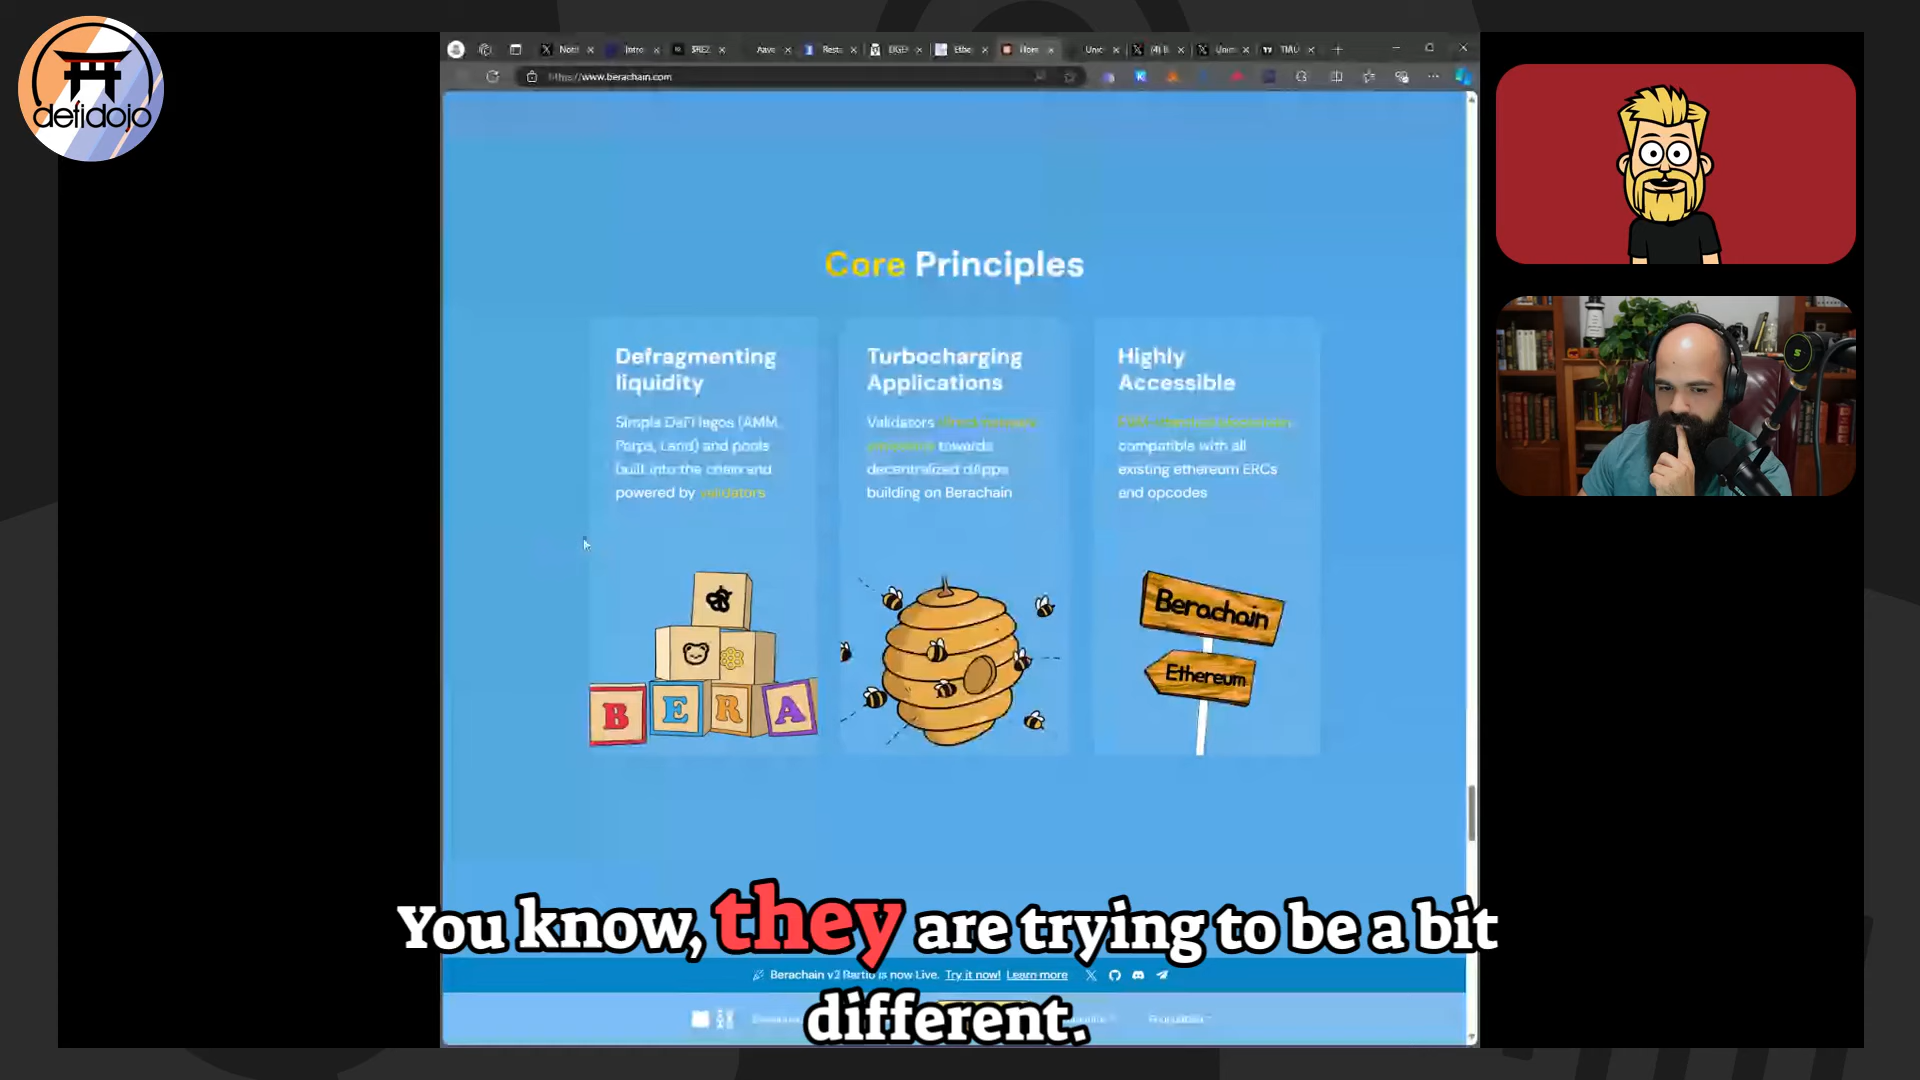 defidojo
https://www.berachain.com
Core Principles
Defragmenting
liquidity
Simple DeFi legos (AMM,
Perps, Lend) and pools
built into the chain and
powered by validators
Turbocharging
Applications
Validators
towards
decentralized dApps
building on Berachain
Highly
Accessible
compatible with all
existing ethereum ERCs
and opcodes
B E R A
Berachain
Ethereum
You know, they are trying to be a bit
different.
Berachain v2 Bartio is now Live. Try it now! Learn more